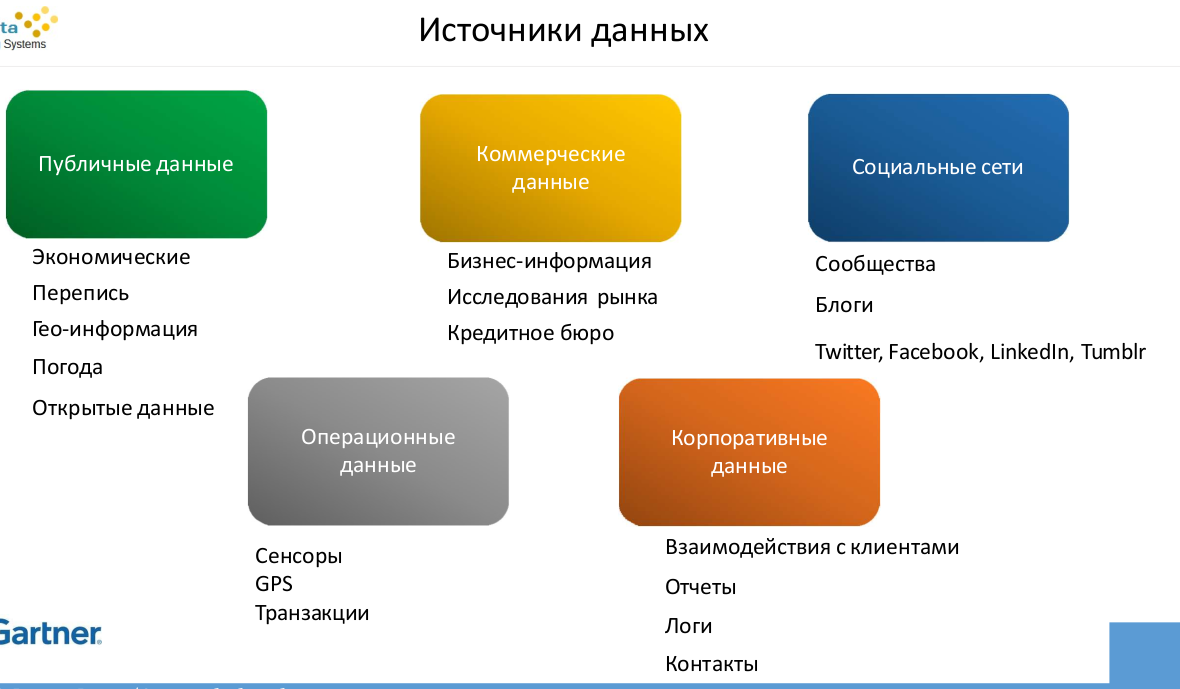 ta
Systems
Источники данных
Публичные данные
Экономические
Перепись
Гео-информация
Погода
Открытые данные
Коммерческие
данные
Бизнес-информация
Исследования рынка
Кредитное бюро
Социальные сети
Сообщества
Блоги
Twitter, Facebook, LinkedIn, Tumblr
Операционные
данные
Сенсоры
GPS
Транзакции
Корпоративные
данные
Взаимодействия с клиентами
Отчеты
Логи
Контакты
Gartner